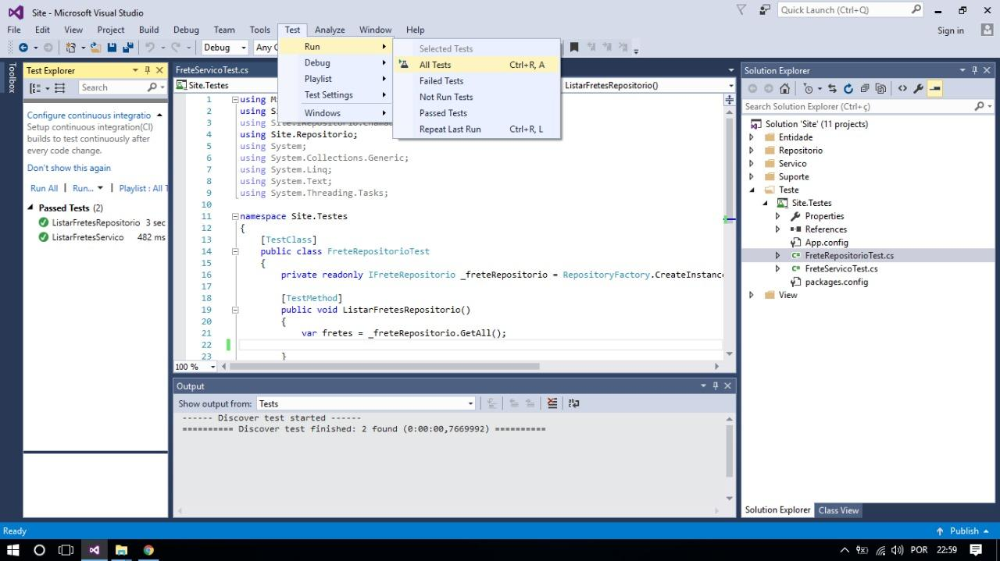 Site - Microsoft Visual Studio
Quick Launch (Ctrl+Q)
File Edit View Project Build Debug Team Tools Test Analyze Window Help
Sign in
Debug
Any
Run
Debug
Playlist
Test Settings
Windows
Selected Tests
All Tests Ctrl+R, A
Failed Tests
Not Run Tests
Passed Tests
Repeat Last Run Ctrl+R, L
Toolbox
Test Explorer
Search
Configure continuous integratio
Setup continuous integration(CI)
builds to test continuously after
every code change.
Don't show this again
Run All Run... Playlist : All T
Passed Tests (2)
ListarFretesRepositorio 3 sec
ListarFretesServico 482 ms
FreteServicoTest.cs
Site.Testes
ListarFretesRepositorio()
1 using M
2 using S
3 using Site.IRepositorio.Chama
4 using Site.Repositorio;
5 using System;
6 using System.Collections.Generic;
7 using System.Linq;
8 using System.Text;
9 using System.Threading.Tasks;
10
11 namespace Site.Testes
12 {
13 [TestClass]
14 public class FreteRepositorioTest
15 {
16 private readonly IFreteRepositorio _freteRepositorio = RepositoryFactory.CreateInstance
17
18 [TestMethod]
19 public void ListarFretesRepositorio()
20 {
21 var fretes = _freteRepositorio.GetAll();
22
23 }
100 %
Output
Show output from: Tests
------ Discover test started ------
========== Discover test finished: 2 found (0:00:00,7669992) ==========
Solution Explorer
Search Solution Explorer (Ctrl+ç)
Solution 'Site' (11 projects)
Entidade
Repositorio
Servico
Suporte
Teste
Site.Testes
Properties
References
App.config
FreteRepositorioTest.cs
FreteServicoTest.cs
packages.config
View
Solution Explorer Class View
Ready
Publish
POR 22:59